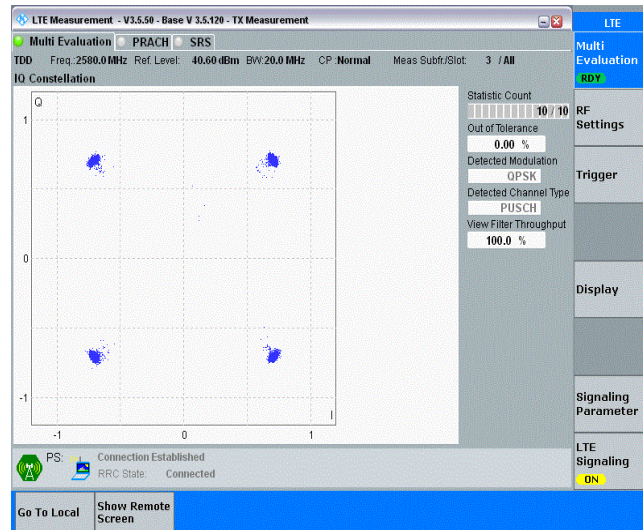 LTE Measurement - V3.5.50 - Base V 3.5.120 - TX Measurement
LTE
Multi Evaluation PRACH SRS
Multi
Evaluation
RDY
TDD Freq.:2580.0 MHz Ref. Level: 40.60 dBm BW:20.0 MHz CP :Normal Meas Subfr./Slot: 3 / All
IQ Constellation
Q
1
0
-1
-1 0 1
I
Statistic Count
10 / 10
Out of Tolerance
0.00 %
Detected Modulation
QPSK
Detected Channel Type
PUSCH
View Filter Throughput
100.0 %
RF
Settings
Trigger
Display
Signaling
Parameter
LTE
Signaling
ON
PS: Connection Established
RRC State: Connected
Go To Local
Show Remote
Screen